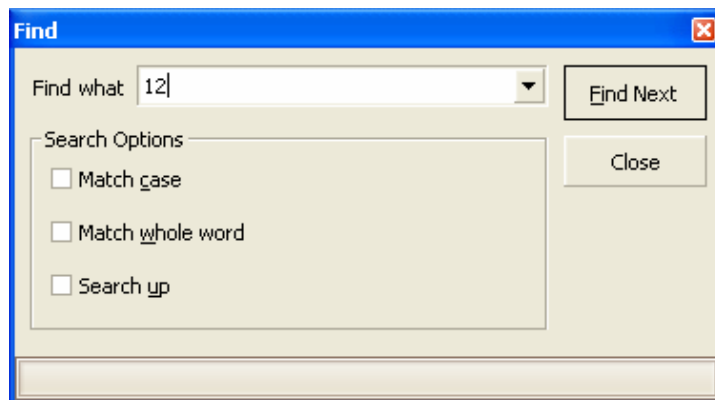 Find
Find what 12
Find Next
Search Options
Close
Match case
Match whole word
Search up